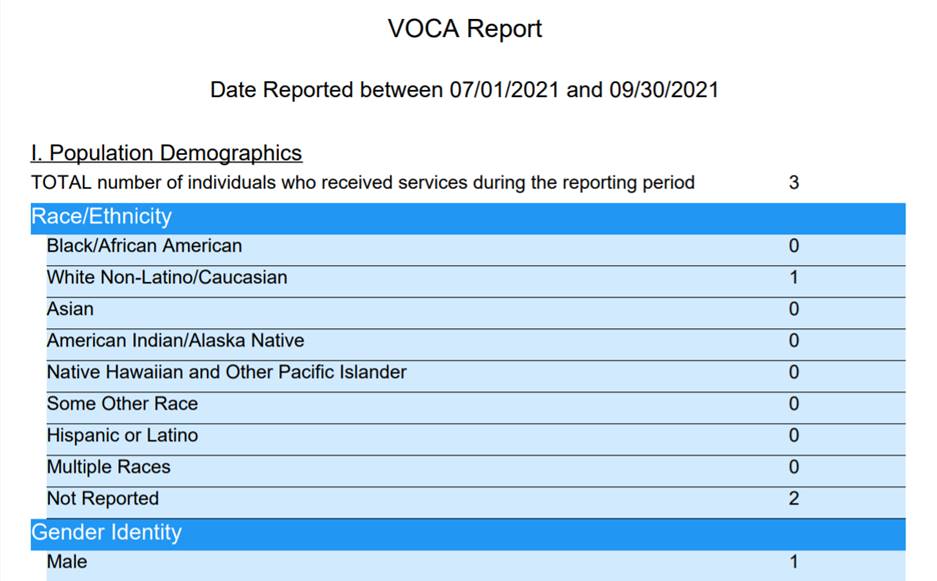 VOCA Report
Date Reported between 07/01/2021 and 09/30/2021
I. Population Demographics
TOTAL number of individuals who received services during the reporting period 3
Race/Ethnicity
Black/African American 0
White Non-Latino/Caucasian 1
Asian 0
American Indian/Alaska Native 0
Native Hawaiian and Other Pacific Islander 0
Some Other Race 0
Hispanic or Latino 0
Multiple Races 0
Not Reported 2
Gender Identity
Male 1